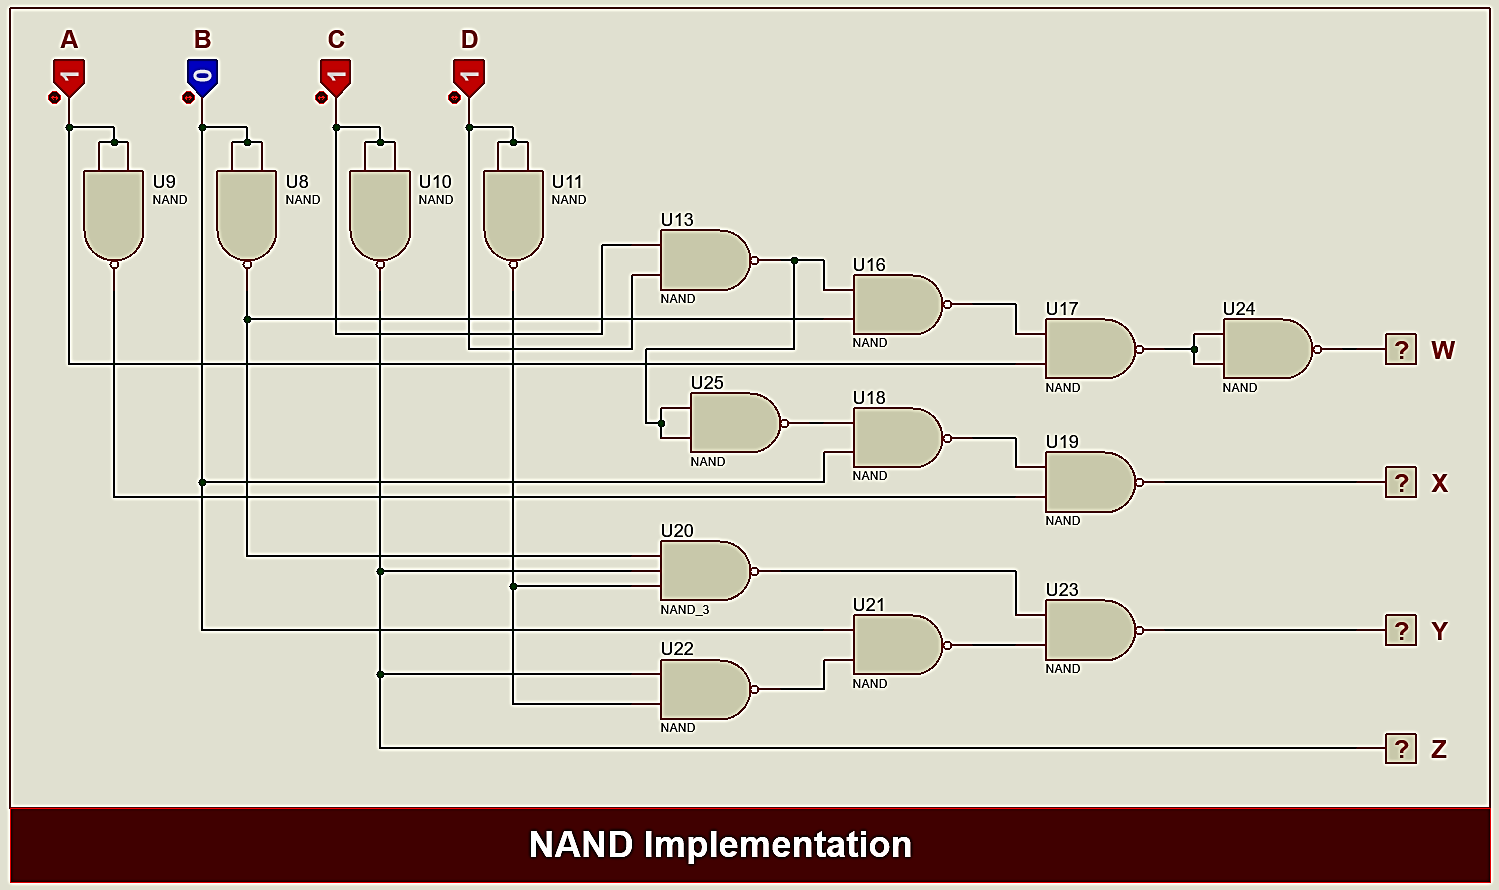 A B C D
1 0 1 1
U9
NAND
U8
NAND
U10
NAND
U11
NAND
U13
NAND
U16
NAND
U17
NAND
U24
NAND
? W
U25
NAND
U18
NAND
U19
NAND
? X
U20
NAND_3
U21
NAND
U23
NAND
? Y
U22
NAND
? Z
NAND Implementation